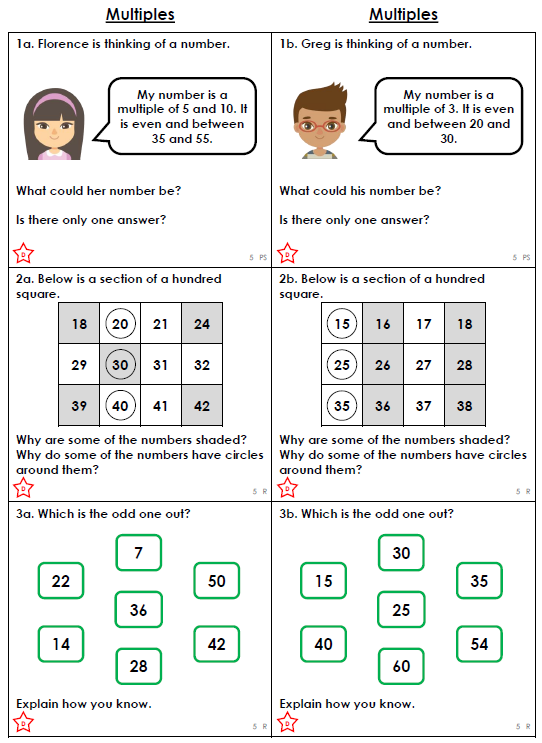 Multiples
Multiples
1a. Florence is thinking of a number.
My number is a
multiple of 5 and 10. It
is even and between
35 and 55.
What could her number be?
Is there only one answer?
D
5 PS
1b. Greg is thinking of a number.
My number is a
multiple of 3. It is even
and between 20 and
30.
What could his number be?
Is there only one answer?
D
5 PS
2a. Below is a section of a hundred
square.
18 20 21 24
29 30 31 32
39 40 41 42
Why are some of the numbers shaded?
Why do some of the numbers have circles
around them?
D
5 R
2b. Below is a section of a hundred
square.
15 16 17 18
25 26 27 28
35 36 37 38
Why are some of the numbers shaded?
Why do some of the numbers have circles
around them?
D
5 R
3a. Which is the odd one out?
7
22
50
36
14
42
28
Explain how you know.
D
5 R
3b. Which is the odd one out?
30
15
35
25
40
54
60
Explain how you know.
D
5 R